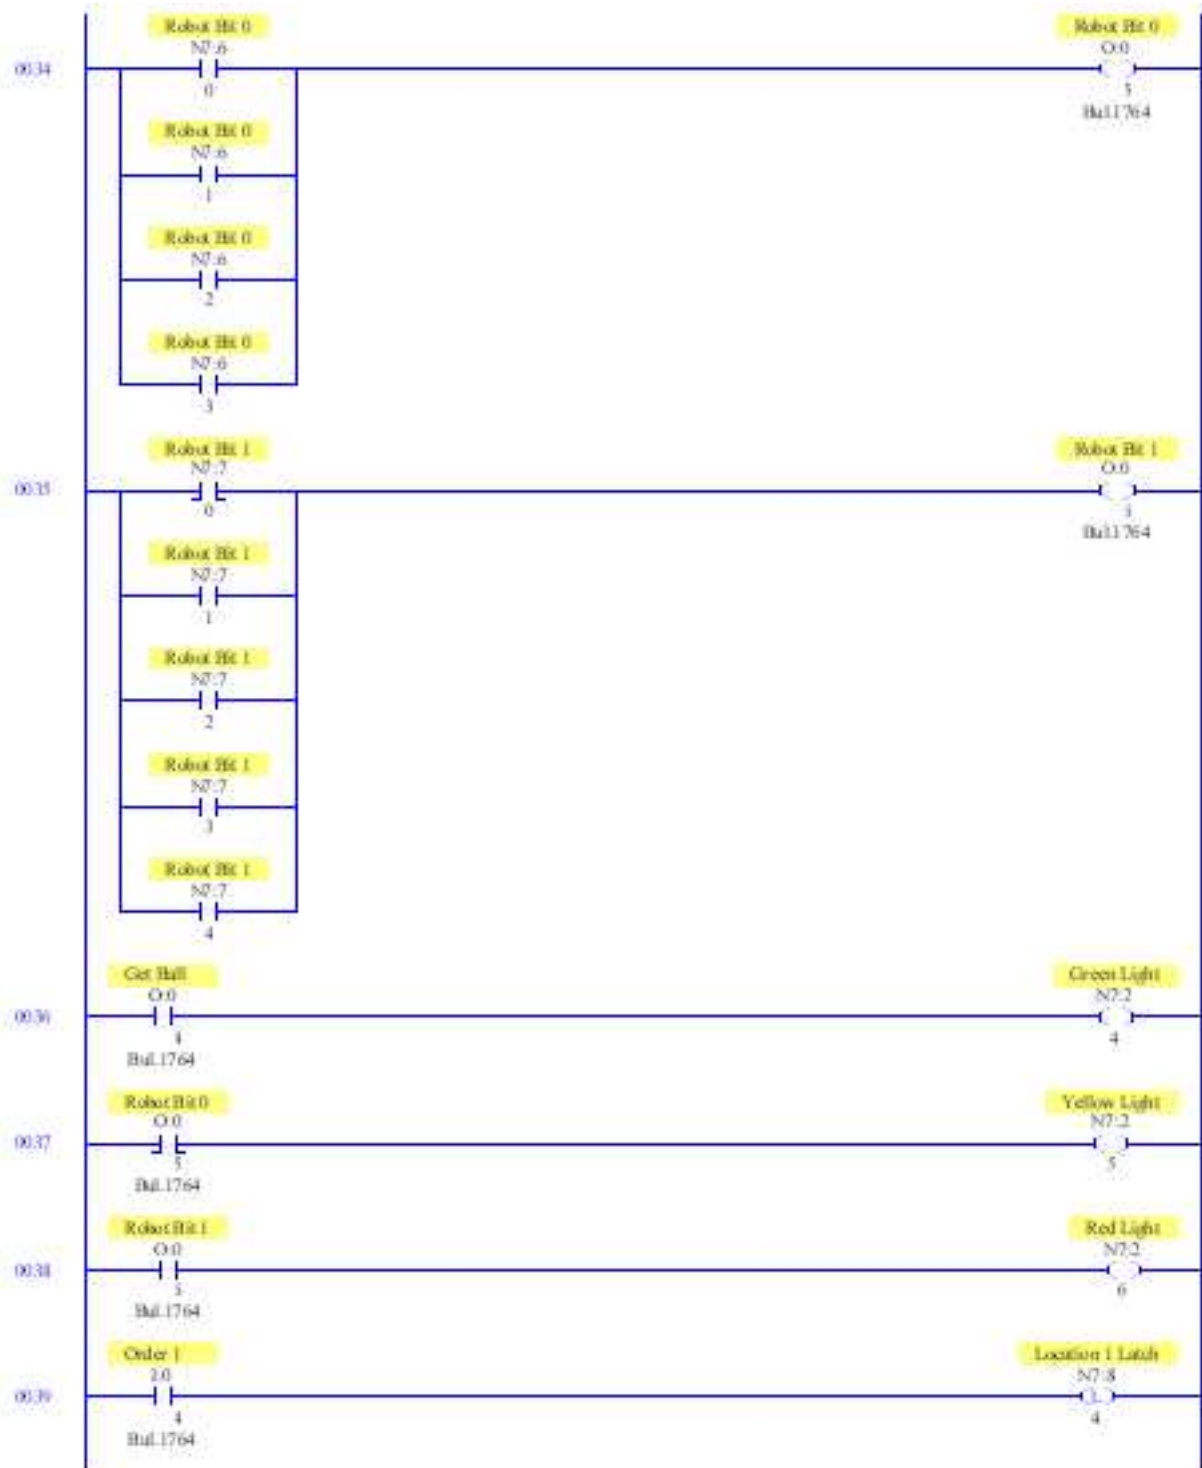 Robot Bit 0
N7:6
0
Robot Bit 0
O:0
5
Bul.1764
0034
Robot Bit 0
N7:6
1
Robot Bit 0
N7:6
2
Robot Bit 0
N7:6
3
Robot Bit 1
N7:7
0
Robot Bit 1
O:0
Bul.1764
0035
Robot Bit 1
N7:7
1
Robot Bit 1
N7:7
2
Robot Bit 1
N7:7
3
Robot Bit 1
N7:7
4
Get Ball
O:0
4
Bul.1764
Green Light
N7:2
4
0036
Robot Bit 0
O:0
5
Bul.1764
Yellow Light
N7:2
5
0037
Robot Bit 1
O:0
Bul.1764
Red Light
N7:2
6
0038
Order 1
4
Bul.1764
Location 1 Latch
N7:8
L
4
0039